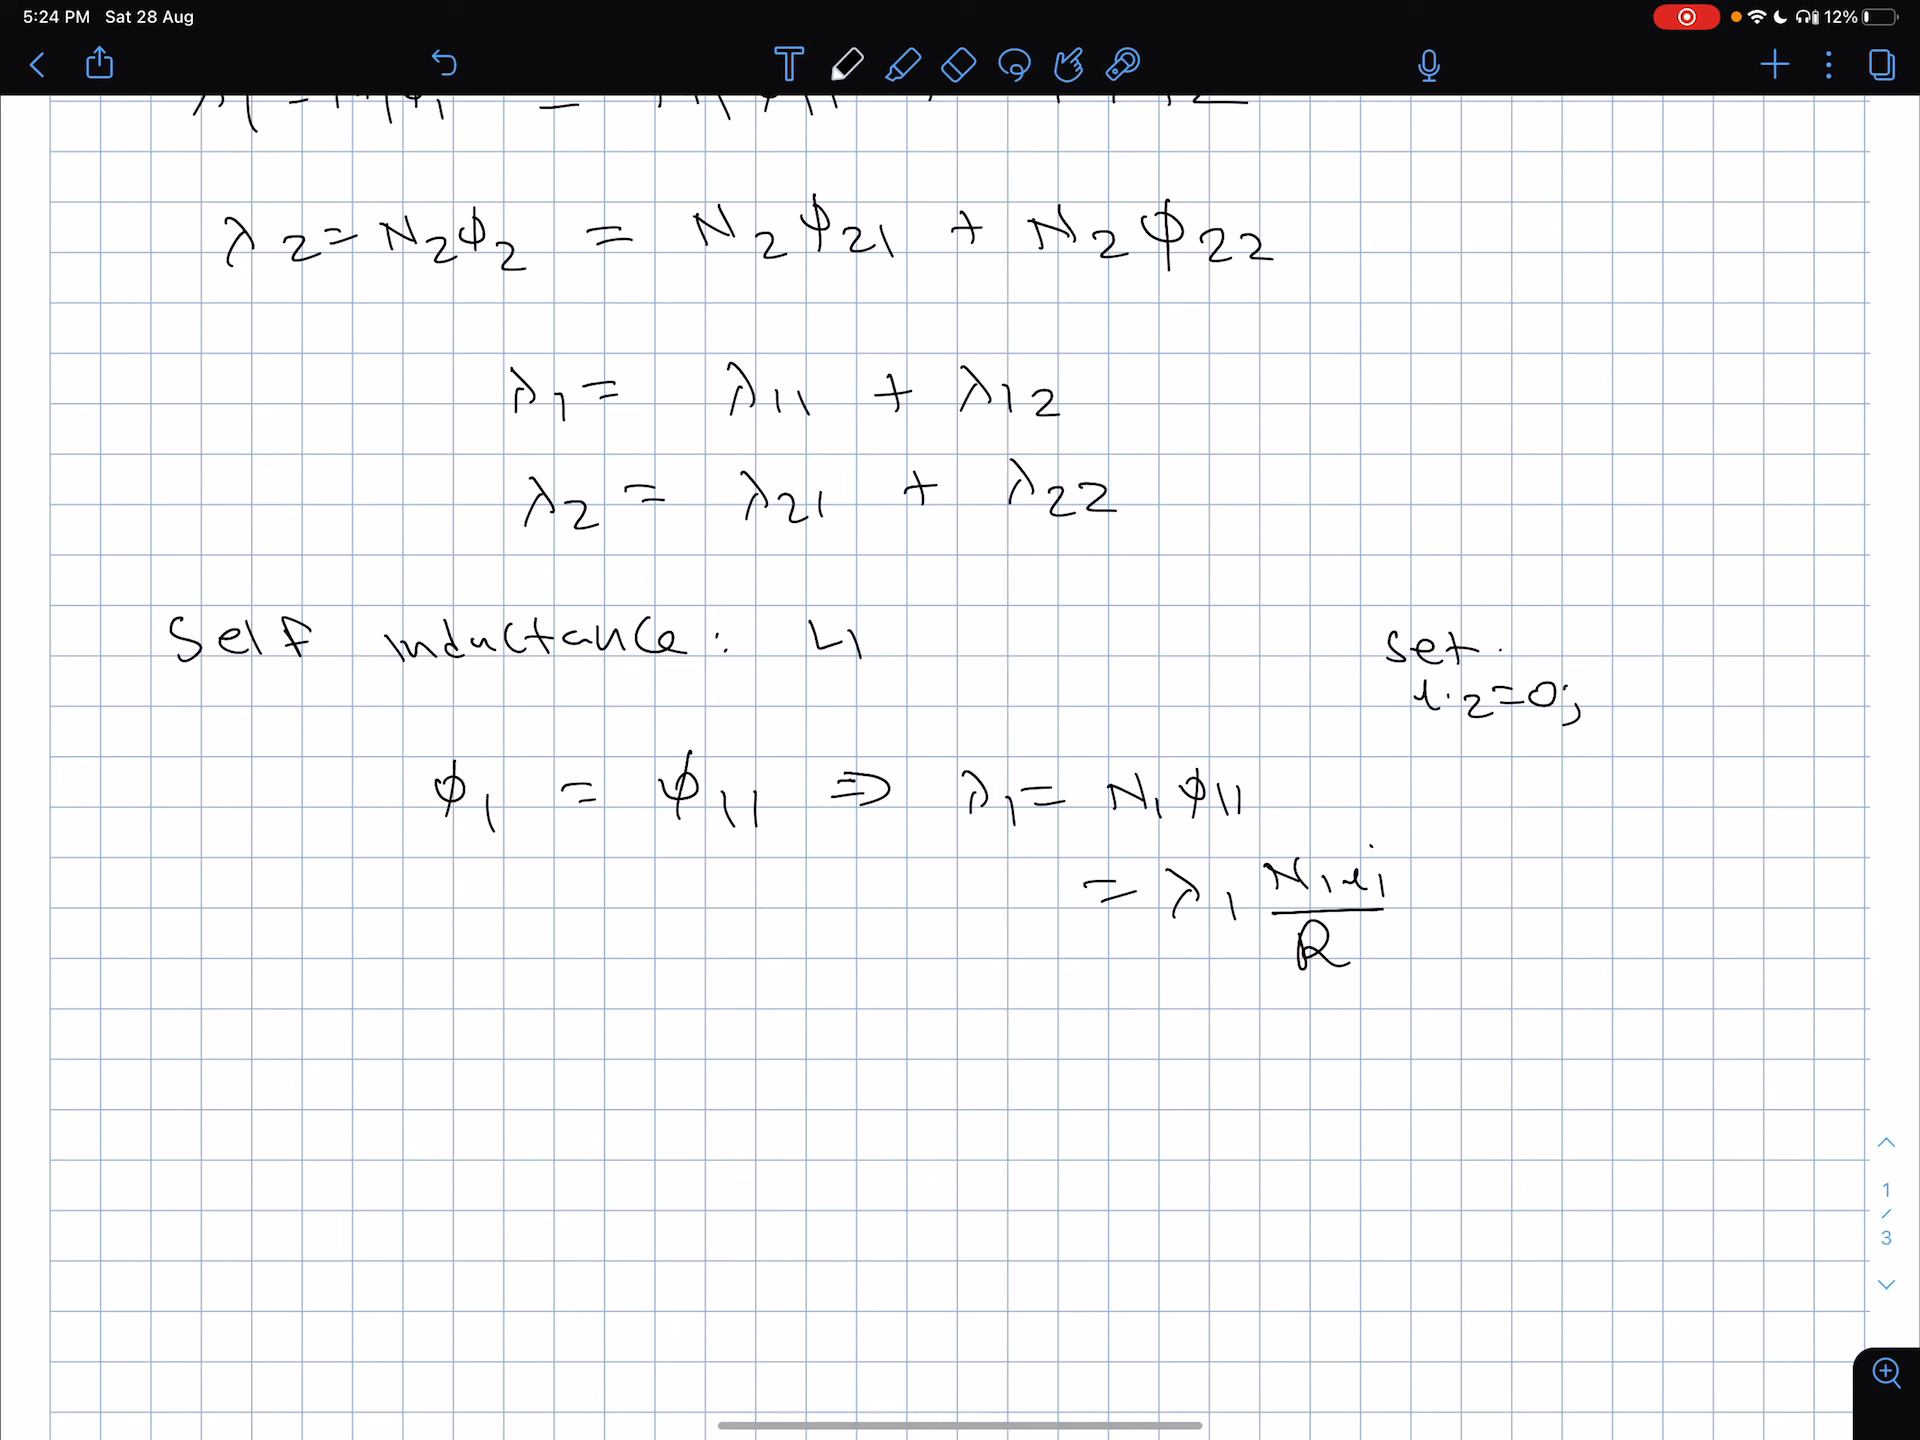 5:24 PM Sat 28 Aug
12%
λ2 = N2ϕ2 = N2ϕ21 + N2ϕ22
λ1 = λ11 + λ12
λ2 = λ21 + λ22
Self inductance: L1
Set
i2=0;
ϕ1 = ϕ11 ⇒ λ1 = N1ϕ11
= λ1 N1i1
R
1
/
3